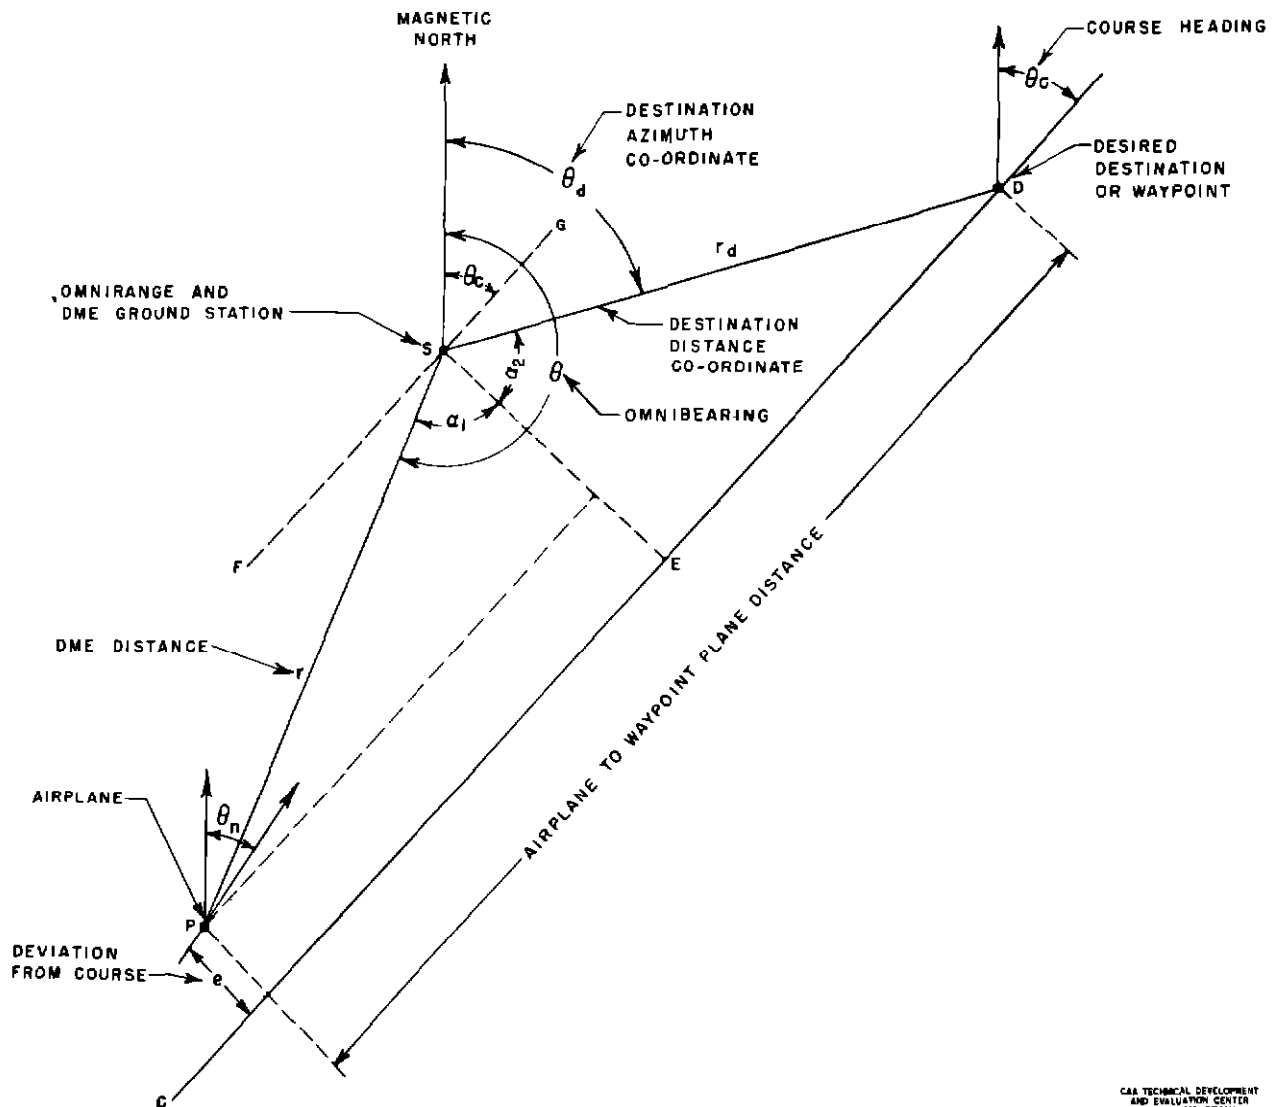 MAGNETIC
NORTH
COURSE HEADING
θc
DESTINATION
AZIMUTH
CO-ORDINATE
θd
DESIRED
DESTINATION
OR WAYPOINT
D
G
rd
θc
OMNIRANGE AND
DME GROUND STATION
S
DESTINATION
DISTANCE
CO-ORDINATE
α2
θ
OMNIBEARING
α1
F
E
DME DISTANCE
r
AIRPLANE TO WAYPOINT PLANE DISTANCE
AIRPLANE
θn
P
DEVIATION
FROM COURSE
e
C
CAA TECHNICAL DEVELOPMENT
AND EVALUATION CENTER